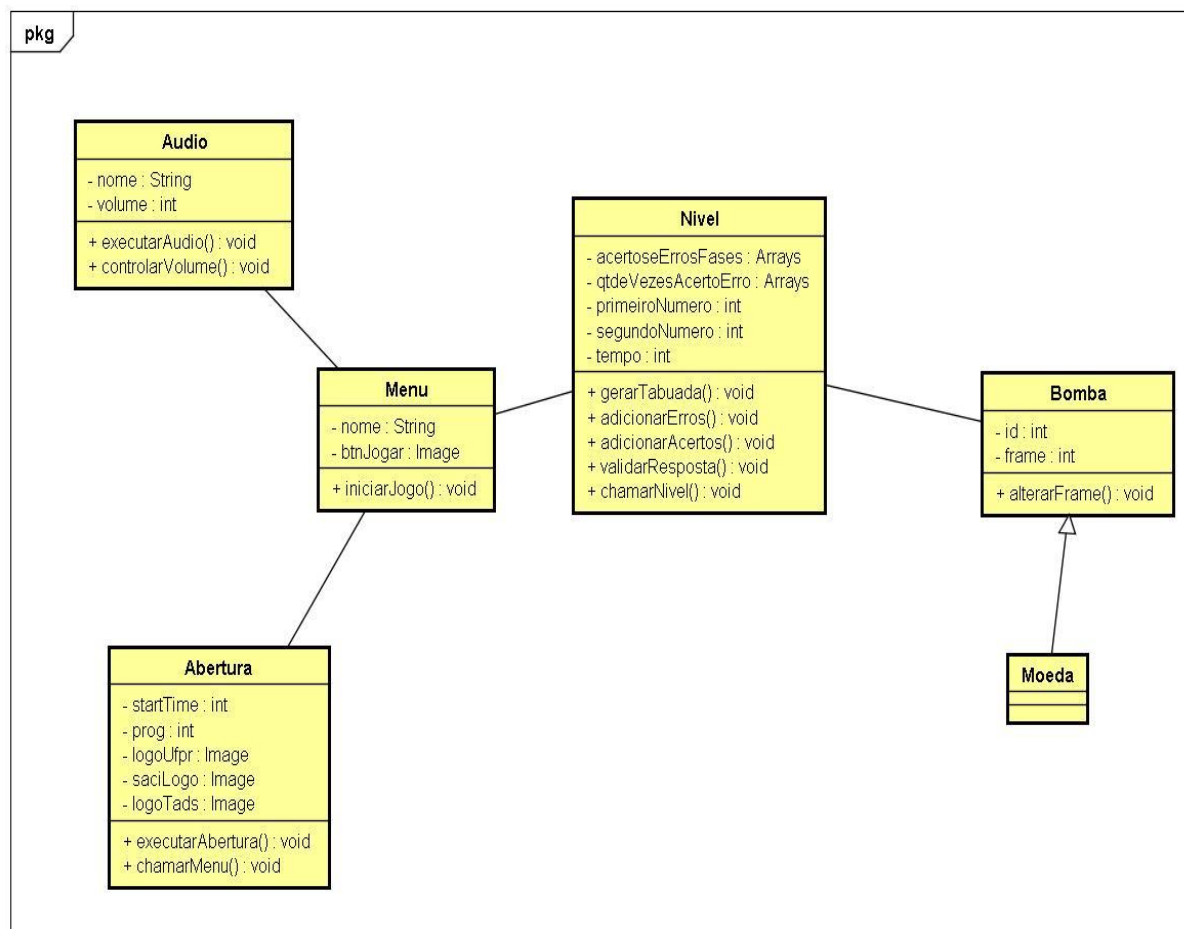 pkg
Audio
- nome : String
- volume : int
+ executarAudio() : void
+ controlarVolume() : void
Nivel
- acertoseErrosFases : Arrays
- qtdeVezesAcertoErro : Arrays
- primeiroNumero : int
- segundoNumero : int
- tempo : int
+ gerarTabuada() : void
+ adicionarErros() : void
+ adicionarAcertos() : void
+ validarResposta() : void
+ chamarNivel() : void
Menu
- nome : String
- btnJogar : Image
+ iniciarJogo() : void
Bomba
- id : int
- frame : int
+ alterarFrame() : void
Abertura
- startTime : int
- prog : int
- logoUfpr : Image
- saciLogo : Image
- logoTads : Image
+ executarAbertura() : void
+ chamarMenu() : void
Moeda